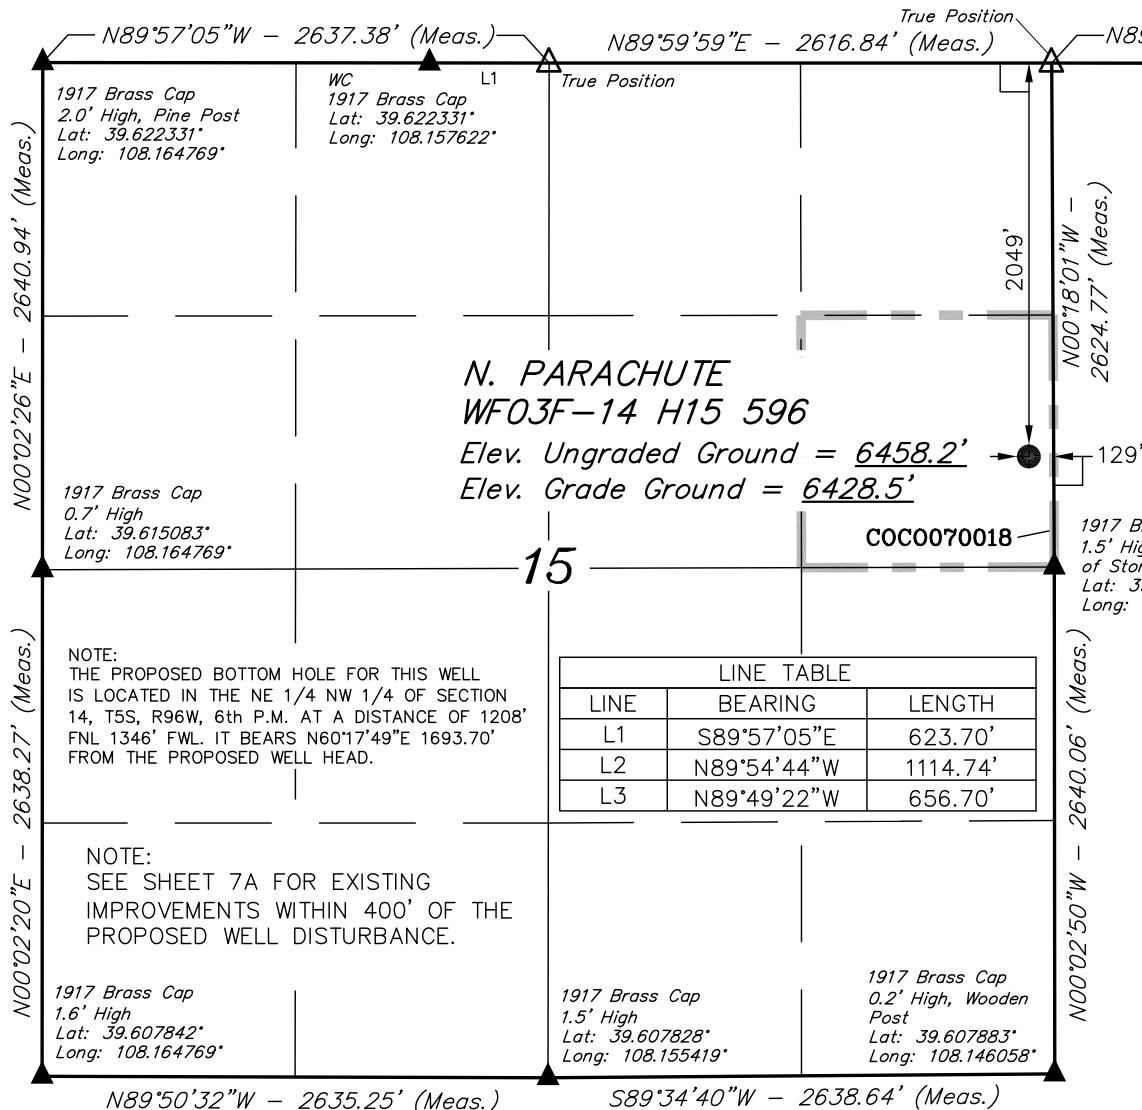 True Position
N89°57'05"W - 2637.38' (Meas.)
N89°59'59"E - 2616.84' (Meas.)
WC
L1
True Position
1917 Brass Cap
2.0' High, Pine Post
Lat: 39.622331°
Long: 108.164769°
1917 Brass Cap
Lat: 39.622331°
Long: 108.157622°
N00°02'26"E - 2640.94' (Meas.)
2049'
N00°18'01"W -
2624.77' (Meas.)
N. PARACHUTE
WF03F-14 H15 596
Elev. Ungraded Ground = 6458.2'
Elev. Grade Ground = 6428.5'
129'
COC0070018
1917 Brass Cap
0.7' High
Lat: 39.615083°
Long: 108.164769°
of
Long:
15
NOTE:
THE PROPOSED BOTTOM HOLE FOR THIS WELL
IS LOCATED IN THE NE 1/4 NW 1/4 OF SECTION
14, T5S, R96W, 6th P.M. AT A DISTANCE OF 1208'
FNL 1346' FWL. IT BEARS N60°17'49"E 1693.70'
FROM THE PROPOSED WELL HEAD.
LINE TABLE
LINE BEARING LENGTH
L1 S89°57'05"E 623.70'
L2 N89°54'44"W 1114.74'
L3 N89°49'22"W 656.70'
N00°02'20"E - 2638.27' (Meas.)
N00°02'50"W - 2640.06' (Meas.)
NOTE:
SEE SHEET 7A FOR EXISTING
IMPROVEMENTS WITHIN 400' OF THE
PROPOSED WELL DISTURBANCE.
1917 Brass Cap
1.6' High
Lat: 39.607842°
Long: 108.164769°
1917 Brass Cap
1.5' High
Lat: 39.607828°
Long: 108.155419°
1917 Brass Cap
0.2' High, Wooden
Post
Lat: 39.607883°
Long: 108.146058°
N89°50'32"W - 2635.25' (Meas.)
S89°34'40"W - 2638.64' (Meas.)